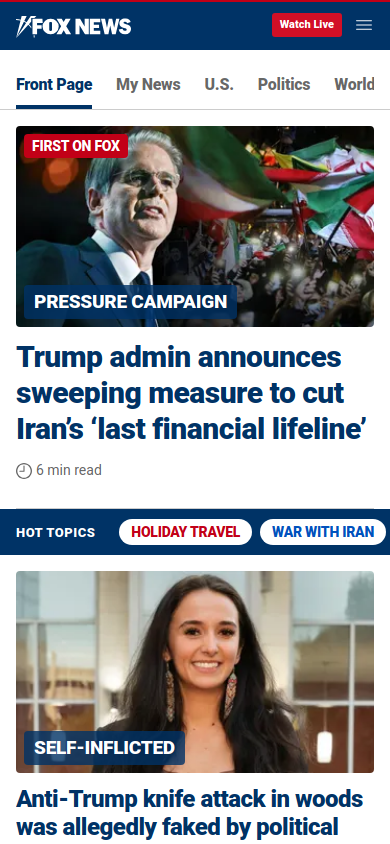 FOX NEWS
Watch Live
Front Page My News U.S. Politics World
FIRST ON FOX
PRESSURE CAMPAIGN
Trump admin announces
sweeping measure to cut
Iran’s ‘last financial lifeline’
6 min read
HOT TOPICS HOLIDAY TRAVEL WAR WITH IRAN
SELF-INFLICTED
Anti-Trump knife attack in woods
was allegedly faked by political